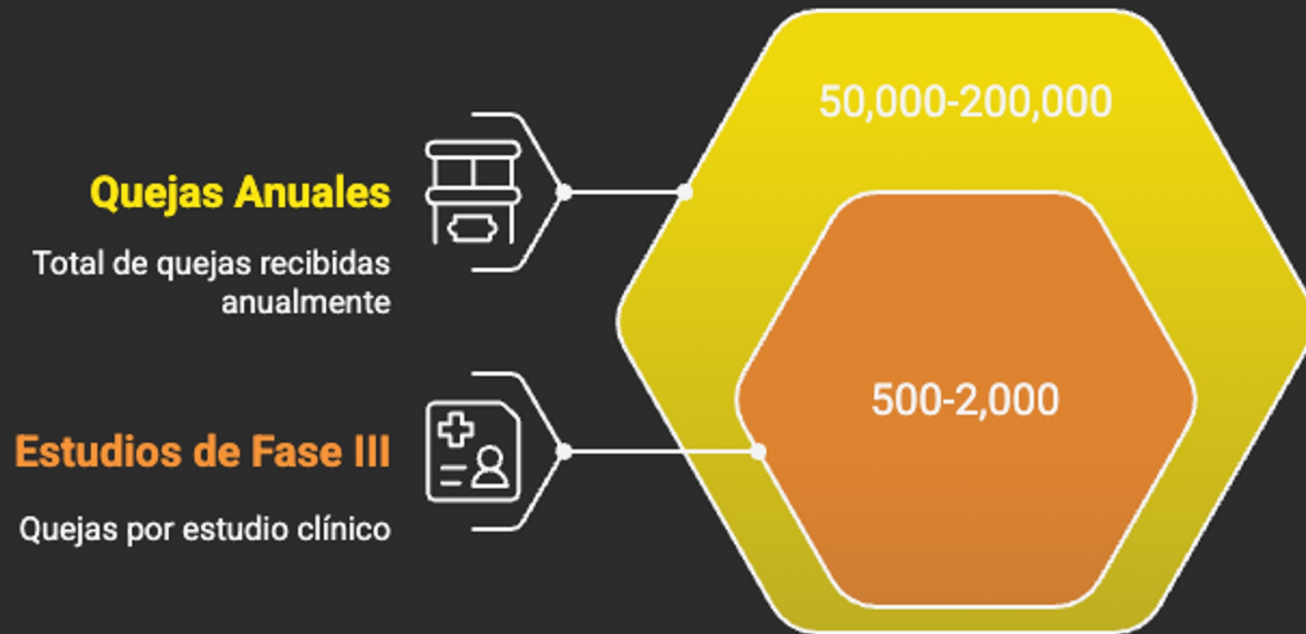 50,000-200,000
Quejas Anuales
Total de quejas recibidas
anualmente
500-2,000
Estudios de Fase III
Quejas por estudio clínico